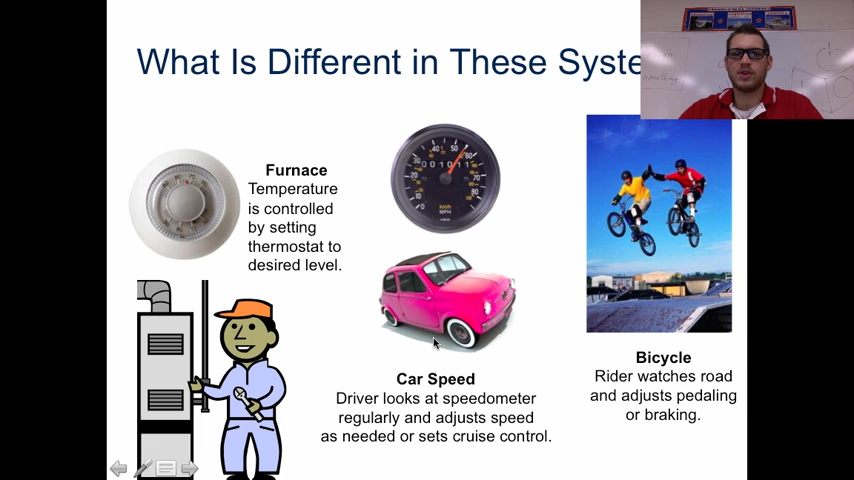 What Is Different in These Syste
Furnace
Temperature
is controlled
by setting
thermostat to
desired level.
Car Speed
Driver looks at speedometer
regularly and adjusts speed
as needed or sets cruise control.
Bicycle
Rider watches road
and adjusts pedaling
or braking.